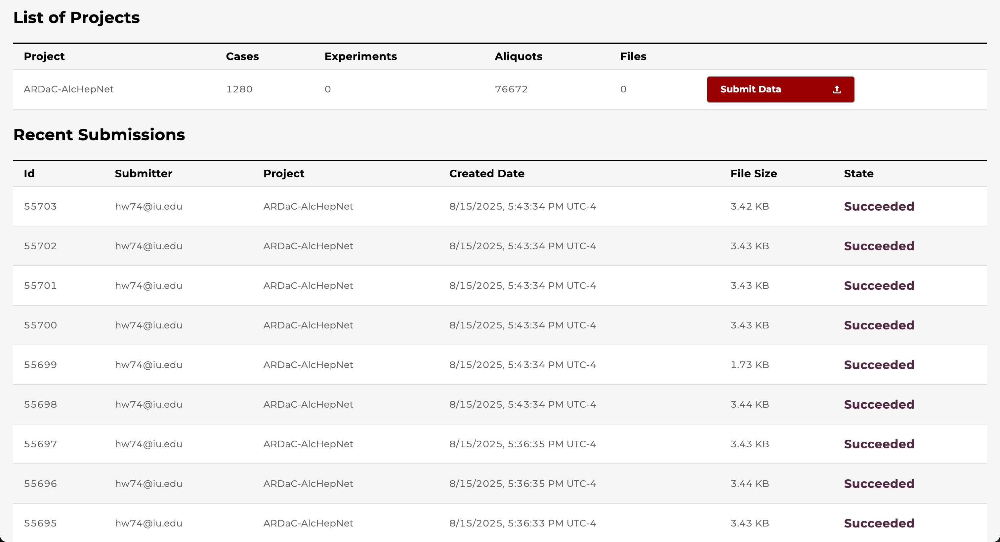 List of Projects
Project Cases Experiments Aliquots Files
ARDaC-AlcHepNet 1280 0 76672 0 Submit Data
Recent Submissions
Id Submitter Project Created Date File Size State
55703 hw74@iu.edu ARDaC-AlcHepNet 8/15/2025, 5:43:34 PM UTC-4 3.42 KB Succeeded
55702 hw74@iu.edu ARDaC-AlcHepNet 8/15/2025, 5:43:34 PM UTC-4 3.43 KB Succeeded
55701 hw74@iu.edu ARDaC-AlcHepNet 8/15/2025, 5:43:34 PM UTC-4 3.43 KB Succeeded
55700 hw74@iu.edu ARDaC-AlcHepNet 8/15/2025, 5:43:34 PM UTC-4 3.43 KB Succeeded
55699 hw74@iu.edu ARDaC-AlcHepNet 8/15/2025, 5:43:34 PM UTC-4 1.73 KB Succeeded
55698 hw74@iu.edu ARDaC-AlcHepNet 8/15/2025, 5:43:34 PM UTC-4 3.44 KB Succeeded
55697 hw74@iu.edu ARDaC-AlcHepNet 8/15/2025, 5:36:35 PM UTC-4 3.43 KB Succeeded
55696 hw74@iu.edu ARDaC-AlcHepNet 8/15/2025, 5:36:35 PM UTC-4 3.44 KB Succeeded
55695 hw74@iu.edu ARDaC-AlcHepNet 8/15/2025, 5:36:33 PM UTC-4 3.43 KB Succeeded